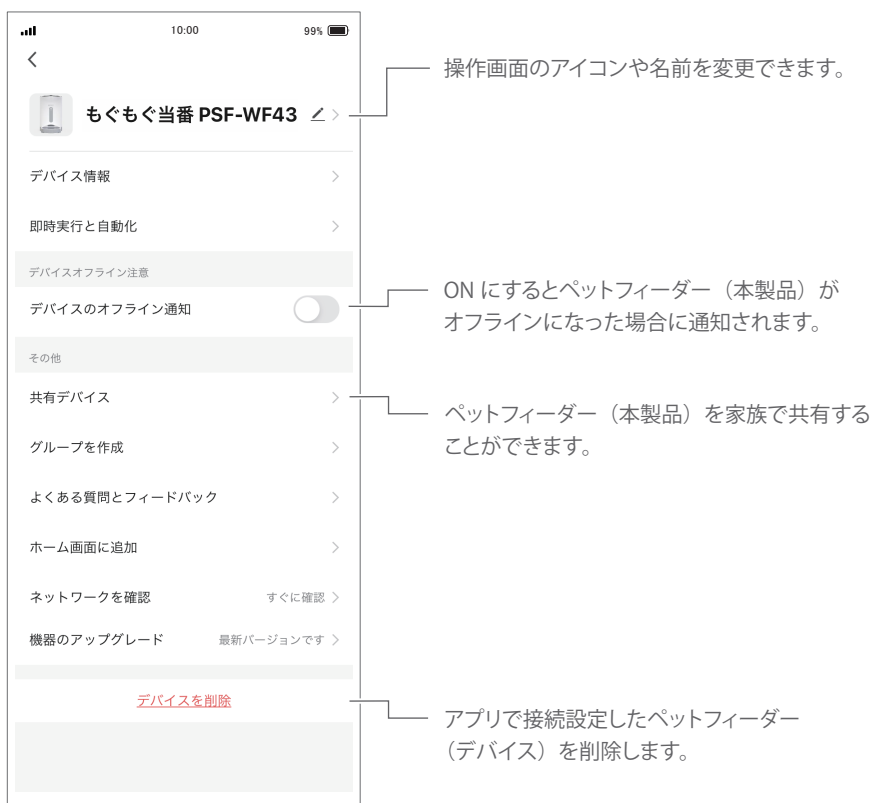 10:00
99%
もぐもぐ当番 PSF-WF43
操作画面のアイコンや名前を変更できます。
デバイス情報
即時実行と自動化
デバイスオフライン注意
デバイスのオフライン通知
ON にするとペットフィーダー（本製品）が
オフラインになった場合に通知されます。
その他
共有デバイス
ペットフィーダー（本製品）を家族で共有する
ことができます。
グループを作成
よくある質問とフィードバック
ホーム画面に追加
ネットワークを確認 すぐに確認
機器のアップグレード 最新バージョンです
デバイスを削除
アプリで接続設定したペットフィーダー
（デバイス）を削除します。